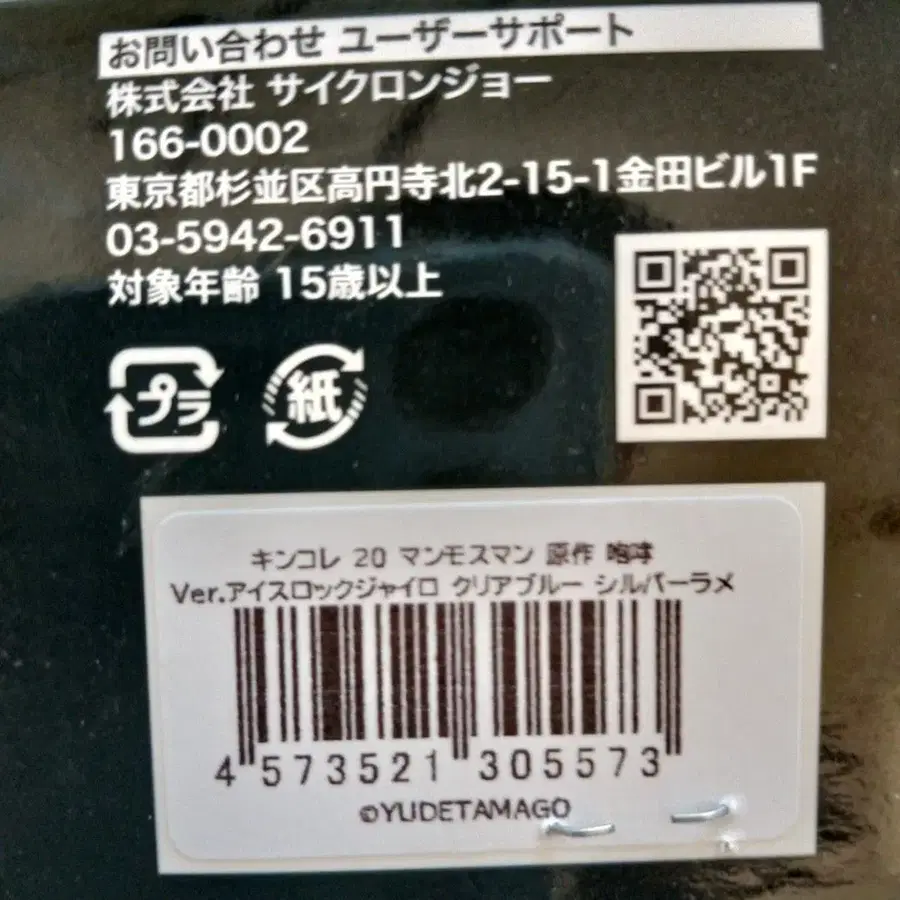 お問い合わせ ユーザーサポート
株式会社 サイクロンジョー
166-0002
東京都杉並区高円寺北2-15-1金田ビル1F
03-5942-6911
対象年齢 15歳以上
プラ
紙
キンコレ 20 マンモスマン 原作 咆哮
Ver.アイスロックジャイロ クリアブルー シルバーラメ
4 573521 305573
©YUDETAMAGO